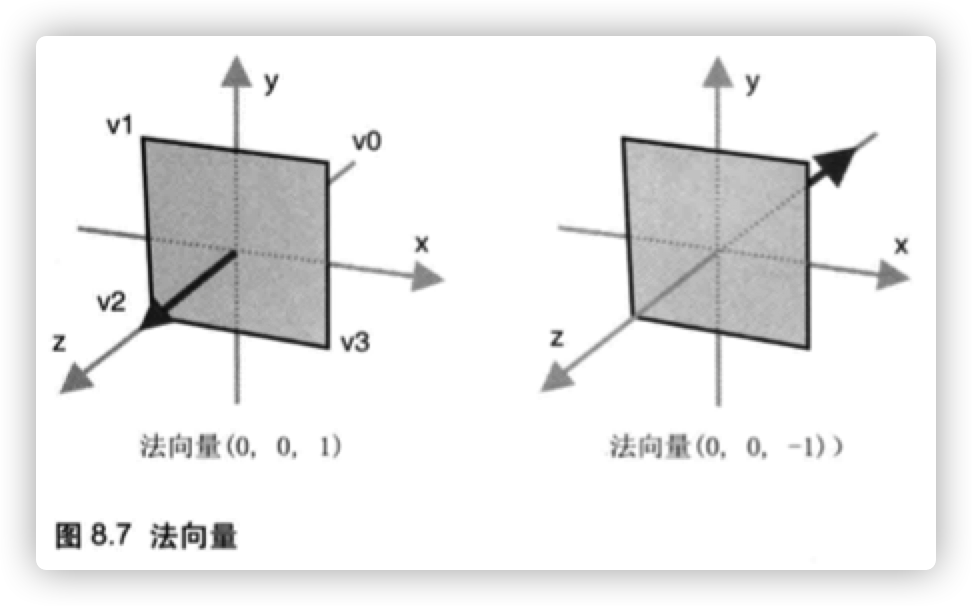 y
v1
v0
x
v2
z
v3
法向量(0, 0, 1)
y
x
z
法向量(0, 0, -1))
图 8.7 法向量